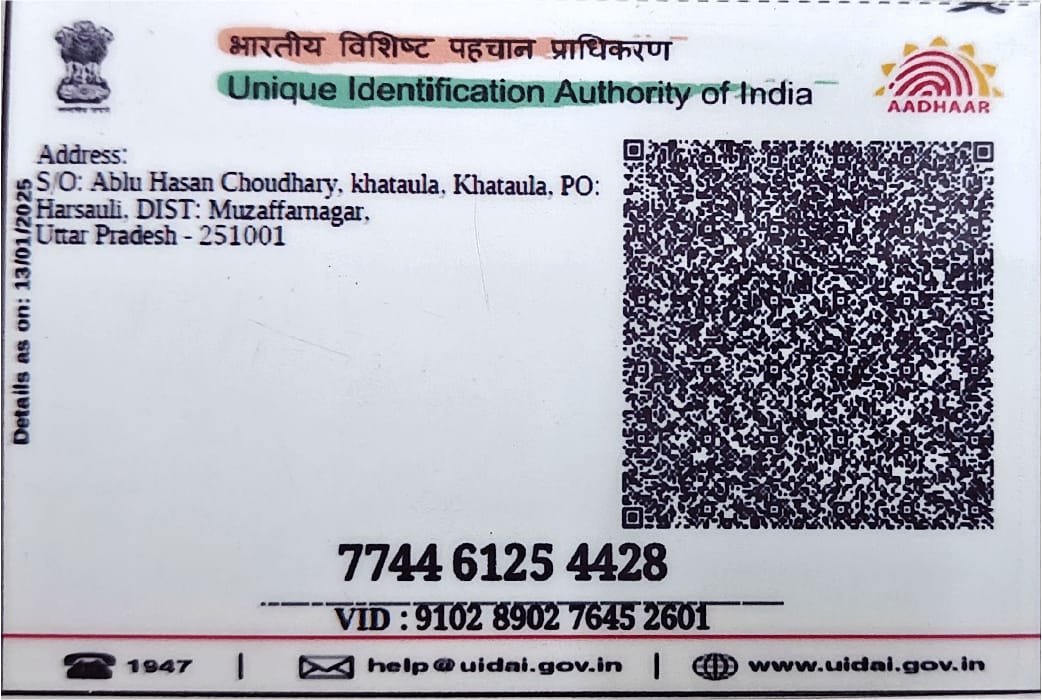 भारतीय विशिष्ट पहचान प्राधिकरण
Unique Identification Authority of India
AADHAAR
Address:
S/O: Ablu Hasan Choudhary, khataula, Khataula, PO:
Harsauli, DIST: Muzaffarnagar,
Uttar Pradesh - 251001
Details as on: 13/01/2025
7744 6125 4428
VID : 9102 8902 7645 2601
1947 | help@uidai.gov.in | www.uidai.gov.in